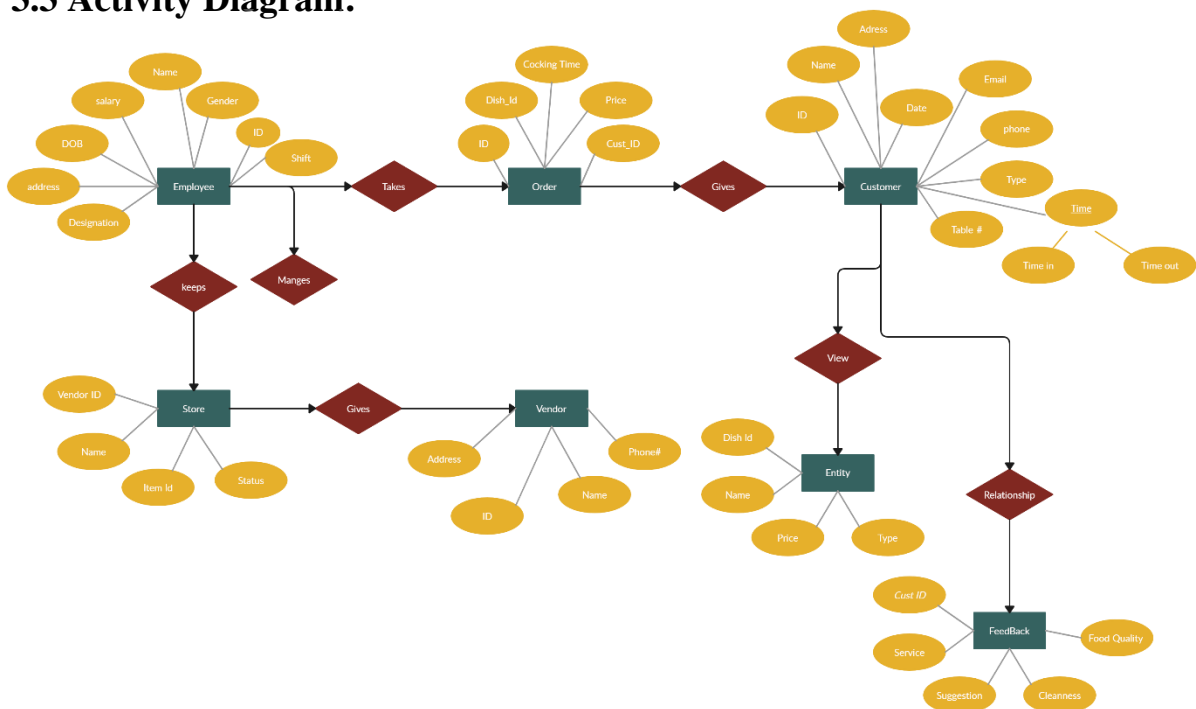 3.3 Activity Diagram:
Adress
Name
Cocking Time
Name
Email
salary
Gender
Dish_Id
Price
Date
ID
ID
phone
DOB
ID
Cust_ID
Shift
Type
address
Employee
Takes
Order
Gives
Customer
Time
Designation
Table #
Time in
Time out
keeps
Manges
View
Vendor ID
Store
Gives
Vendor
Dish Id
Name
Address
Phone#
Entity
Item Id
Status
Name
Name
Relationship
ID
Price
Type
Cust ID
FeedBack
Food Quality
Service
Suggestion
Cleanness